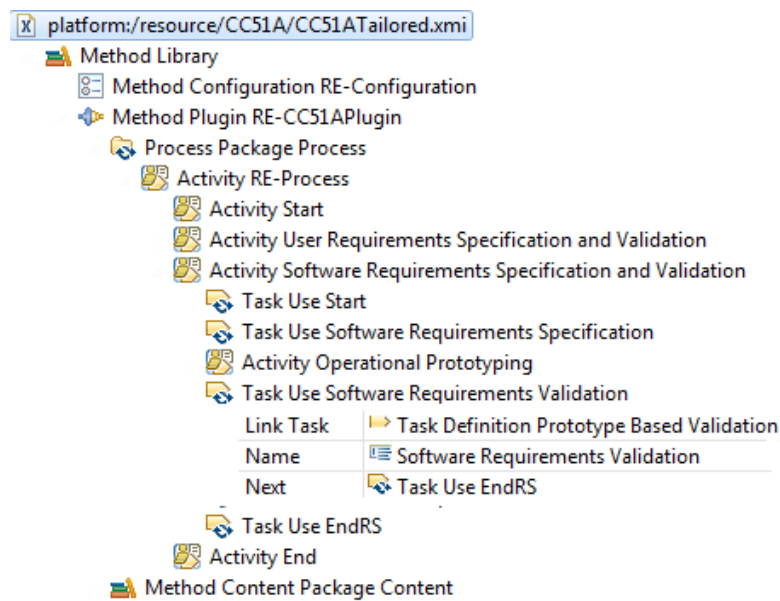 platform:/resource/CC51A/CC51ATailored.xmi
Method Library
Method Configuration RE-Configuration
Method Plugin RE-CC51APlugin
Process Package Process
Activity RE-Process
Activity Start
Activity User Requirements Specification and Validation
Activity Software Requirements Specification and Validation
Task Use Start
Task Use Software Requirements Specification
Activity Operational Prototyping
Task Use Software Requirements Validation
Link Task Task Definition Prototype Based Validation
Name Software Requirements Validation
Next Task Use EndRS
Task Use EndRS
Activity End
Method Content Package Content